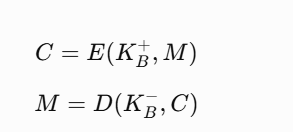 C = E(K_B^+, M)
M = D(K_B^-, C)